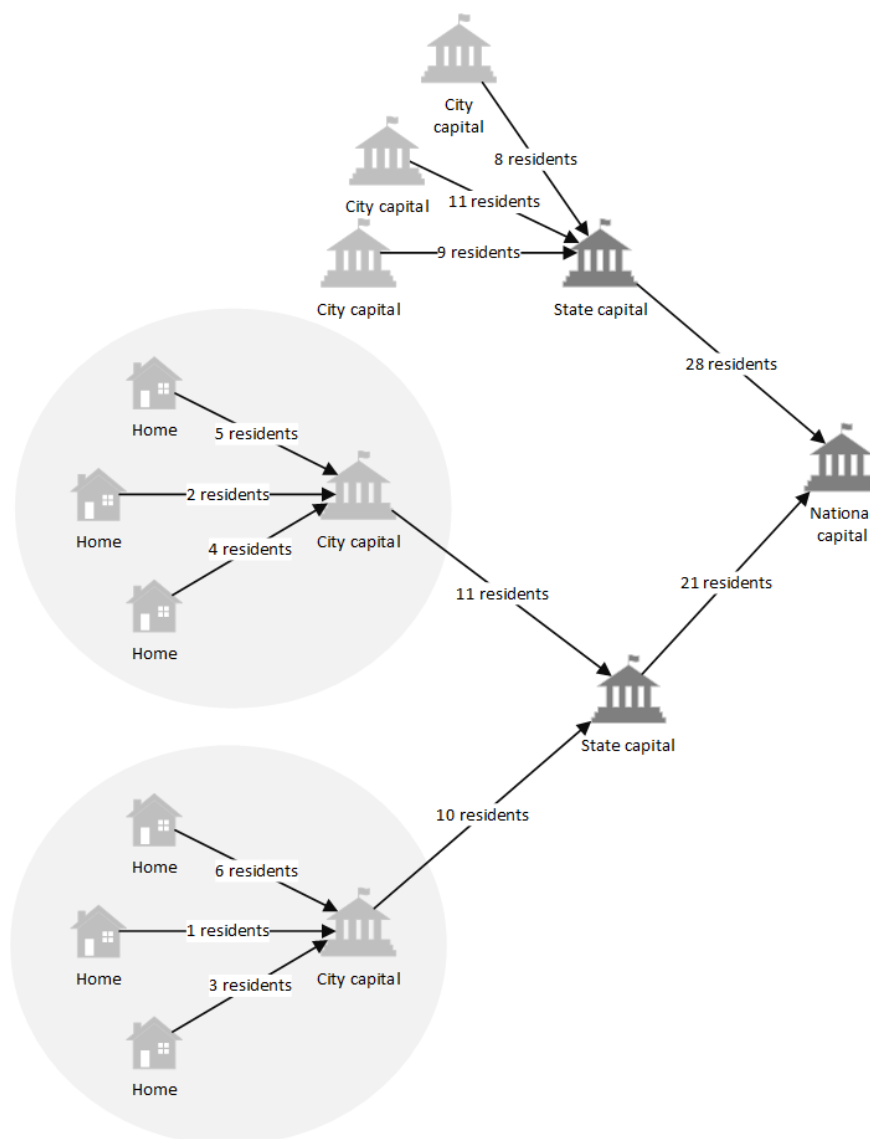 City
capital
8 residents
City capital
11 residents
9 residents
City capital
State capital
28 residents
Home
5 residents
2 residents
Home
City capital
4 residents
National
capital
21 residents
11 residents
Home
State capital
10 residents
Home
6 residents
1 residents
Home
City capital
3 residents
Home